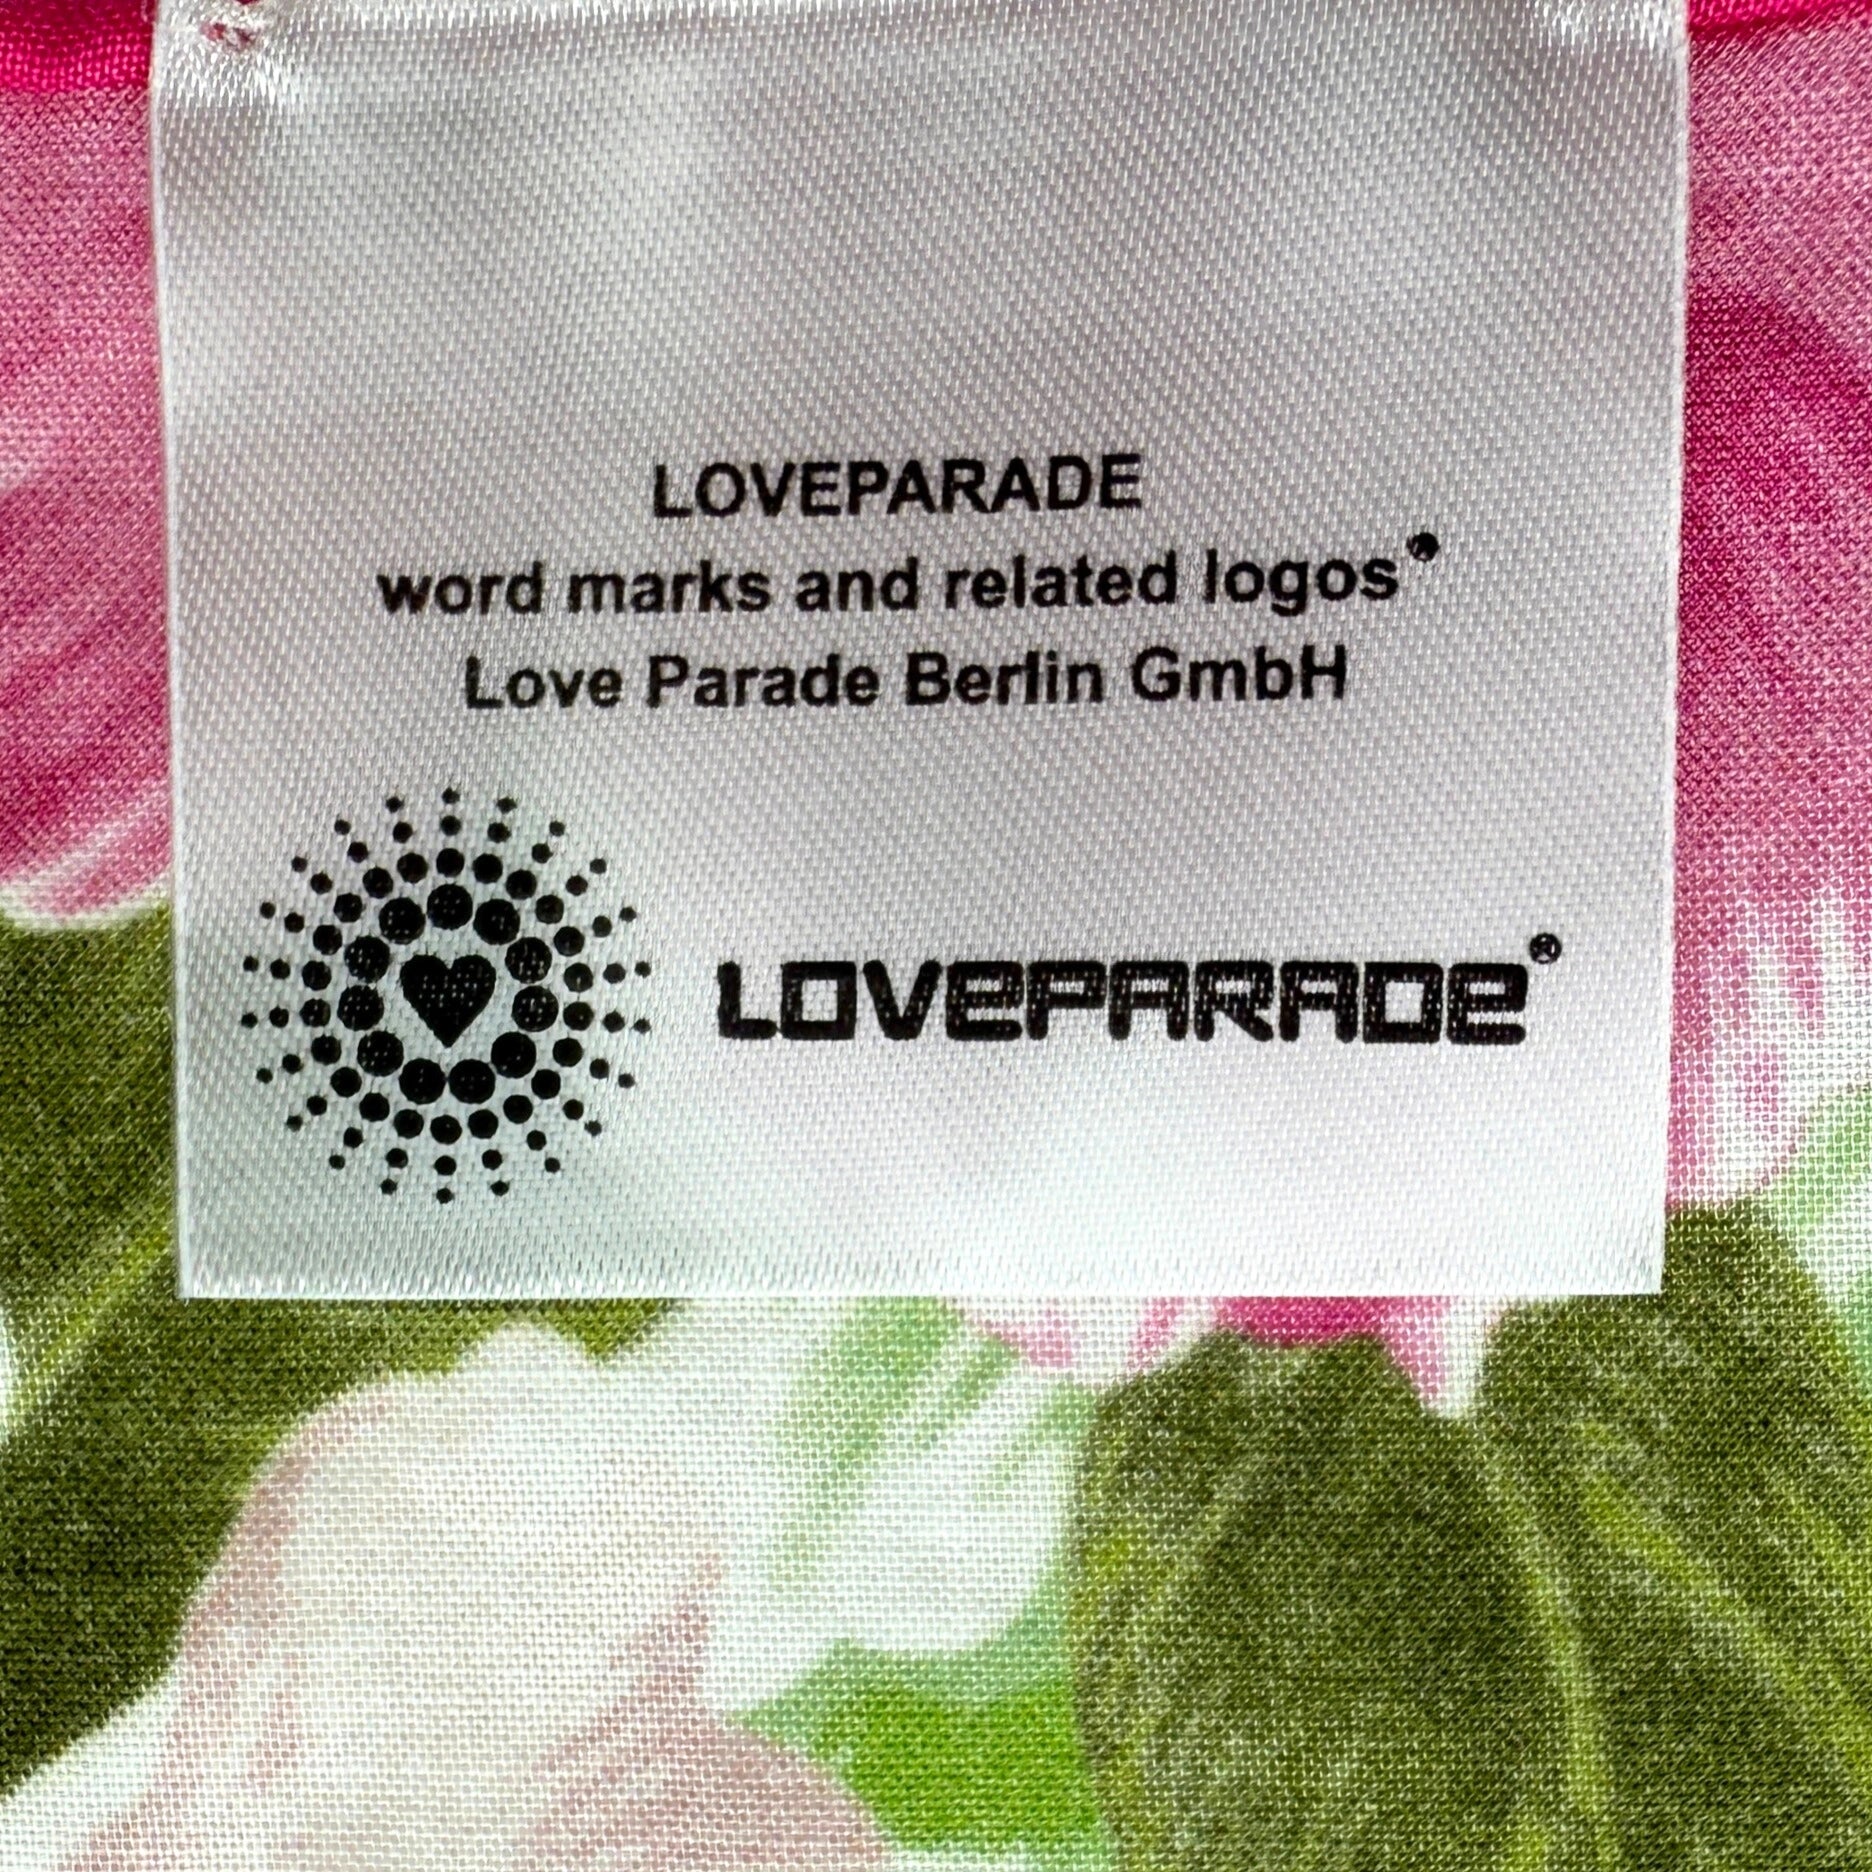 LOVEPARADE
word marks and related logos®
Love Parade Berlin GmbH
LOVEPARADE®